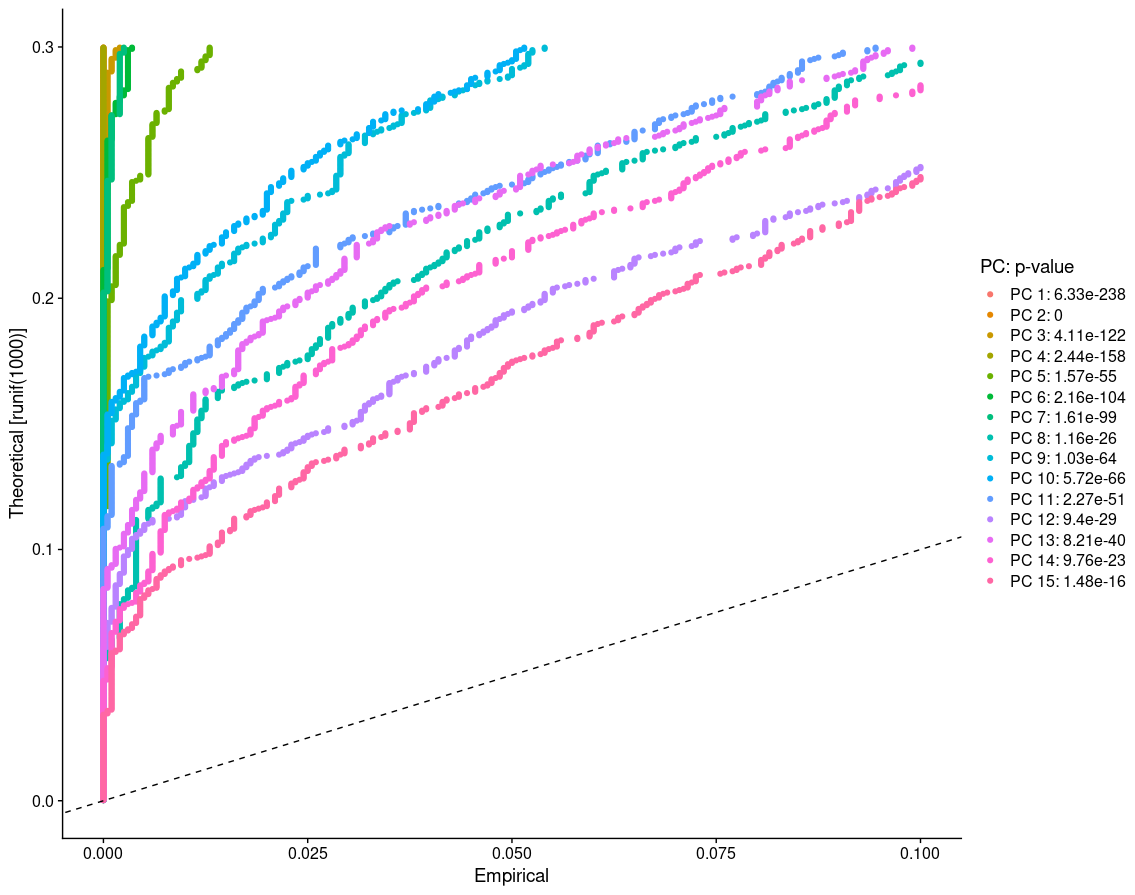 0.3
0.2
0.1
0.0
Theoretical [runif(1000)]
0.000
0.025
0.050
0.075
0.100
Empirical
PC: p-value
PC 1: 6.33e-238
PC 2: 0
PC 3: 4.11e-122
PC 4: 2.44e-158
PC 5: 1.57e-55
PC 6: 2.16e-104
PC 7: 1.61e-99
PC 8: 1.16e-26
PC 9: 1.03e-64
PC 10: 5.72e-66
PC 11: 2.27e-51
PC 12: 9.4e-29
PC 13: 8.21e-40
PC 14: 9.76e-23
PC 15: 1.48e-16